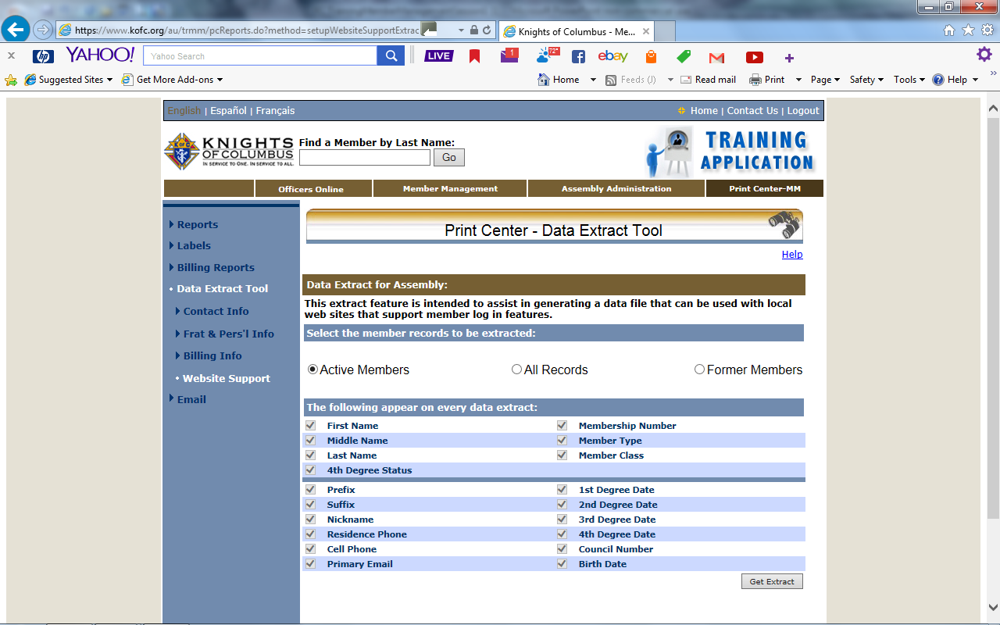 https://www.kofc.org/au/trmm/pcReports.do?method=setupWebsiteSupportExtrac
Knights of Columbus - Me...
YAHOO!
Yahoo Search
LIVE
1
72°
ebay
Suggested Sites
Get More Add-ons
Home
Feeds (J)
Read mail
Print
Page
Safety
Tools
Help
English | Español | Français
Home | Contact Us | Logout
KNIGHTS
OF COLUMBUS
IN SERVICE TO ONE. IN SERVICE TO ALL.
Find a Member by Last Name:
Go
TRAINING
APPLICATION
Officers Online
Member Management
Assembly Administration
Print Center-MM
Reports
Labels
Billing Reports
Data Extract Tool
Contact Info
Frat & Pers'l Info
Billing Info
Website Support
Email
Print Center - Data Extract Tool
Help
Data Extract for Assembly:
This extract feature is intended to assist in generating a data file that can be used with local
web sites that support member log in features.
Select the member records to be extracted:
Active Members
All Records
Former Members
The following appear on every data extract:
First Name
Membership Number
Middle Name
Member Type
Last Name
Member Class
4th Degree Status
Prefix
1st Degree Date
Suffix
2nd Degree Date
Nickname
3rd Degree Date
Residence Phone
4th Degree Date
Cell Phone
Council Number
Primary Email
Birth Date
Get Extract